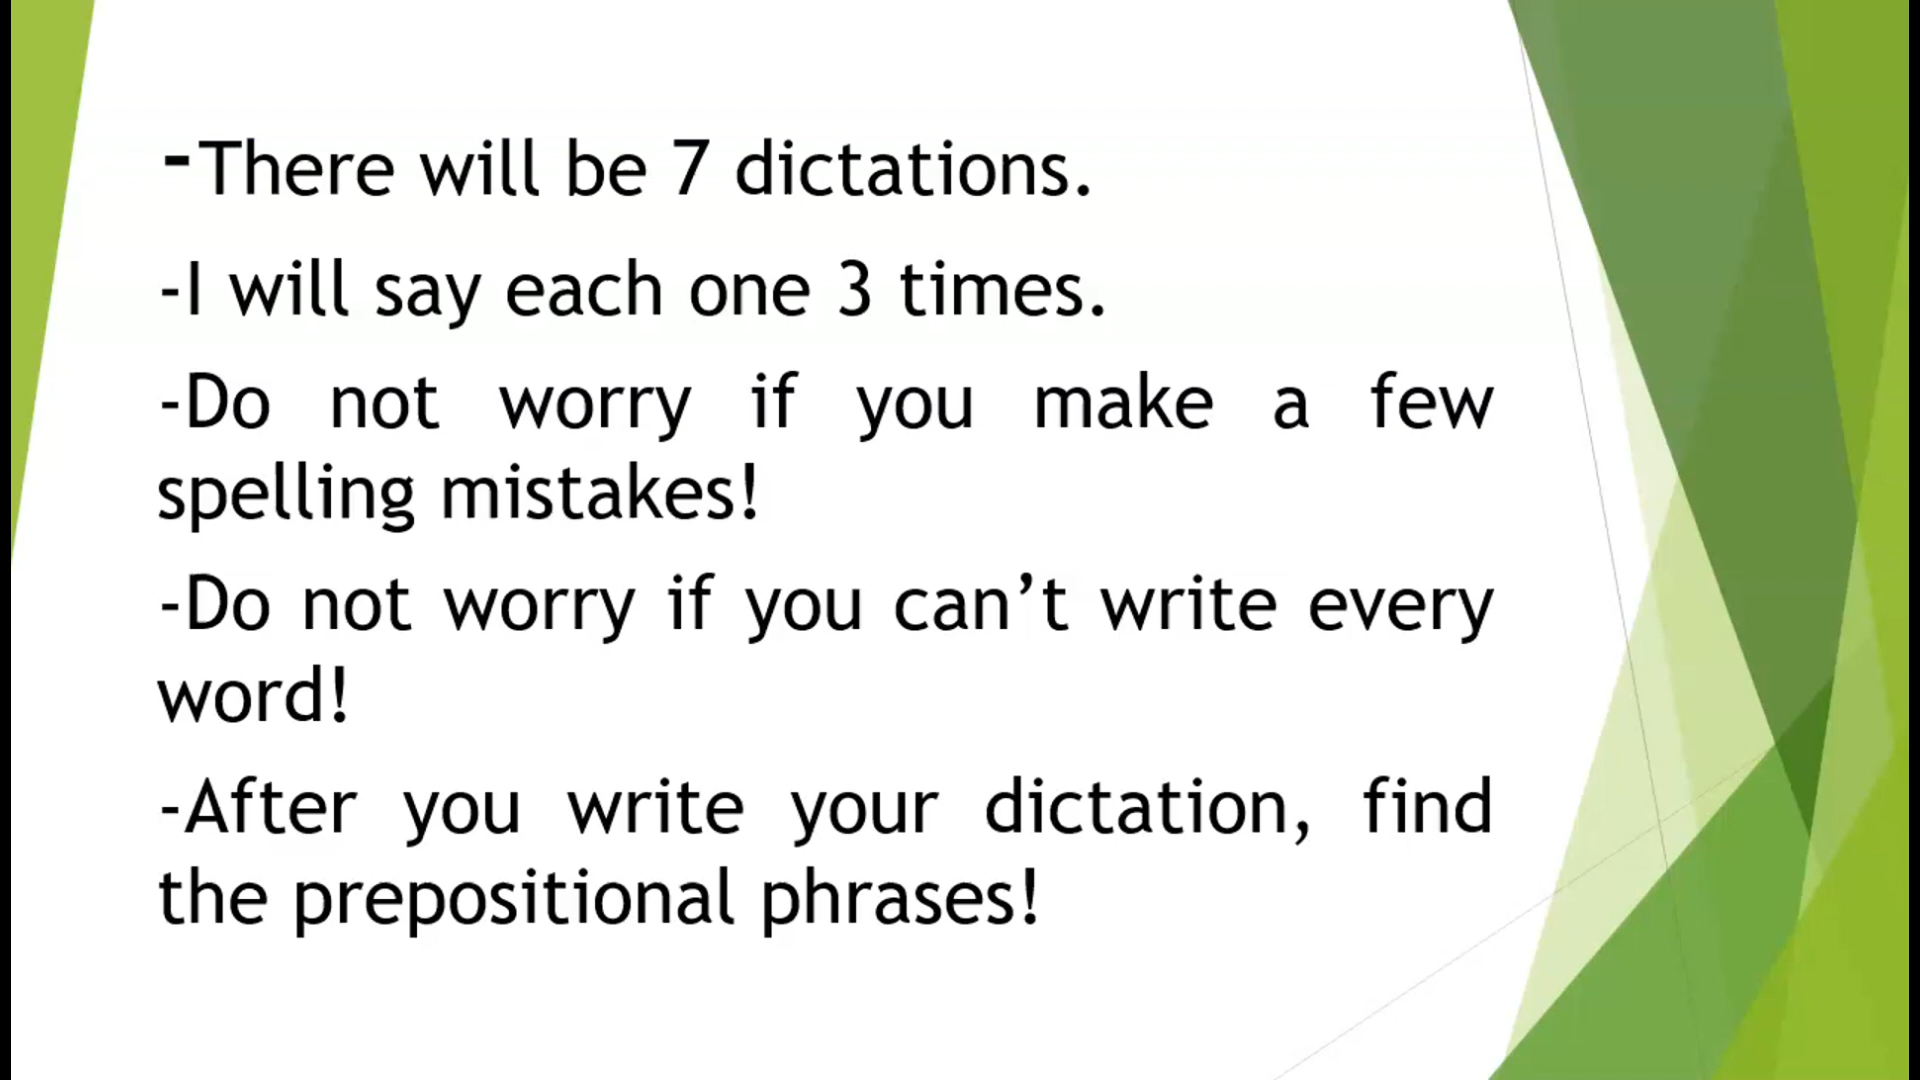 -There will be 7 dictations.
-I will say each one 3 times.
-Do not worry if you make a few
spelling mistakes!
-Do not worry if you can’t write every
word!
-After you write your dictation, find
the prepositional phrases!